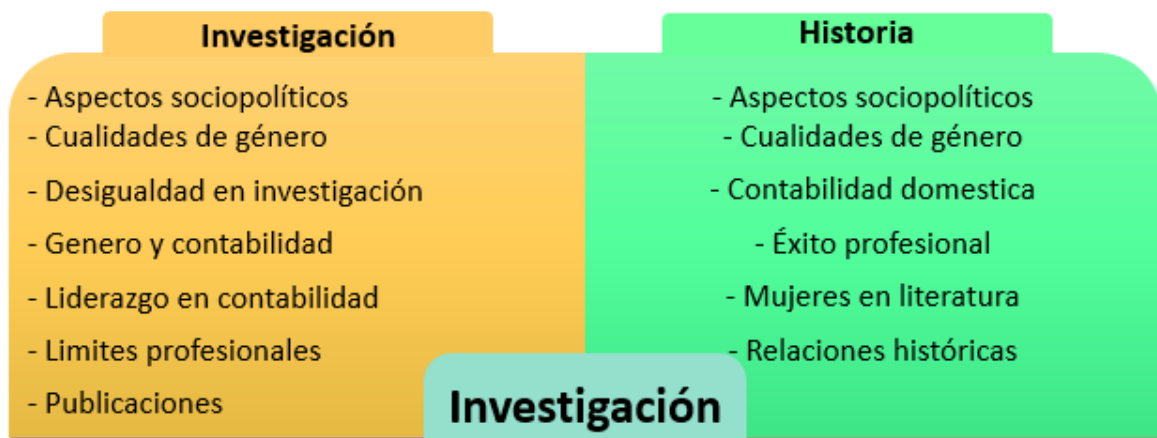 Investigación
- Aspectos sociopolíticos
- Cualidades de género
- Desigualdad en investigación
- Genero y contabilidad
- Liderazgo en contabilidad
- Limites profesionales
- Publicaciones
Historia
- Aspectos sociopolíticos
- Cualidades de género
- Contabilidad domestica
- Éxito profesional
- Mujeres en literatura
- Relaciones históricas
Investigación